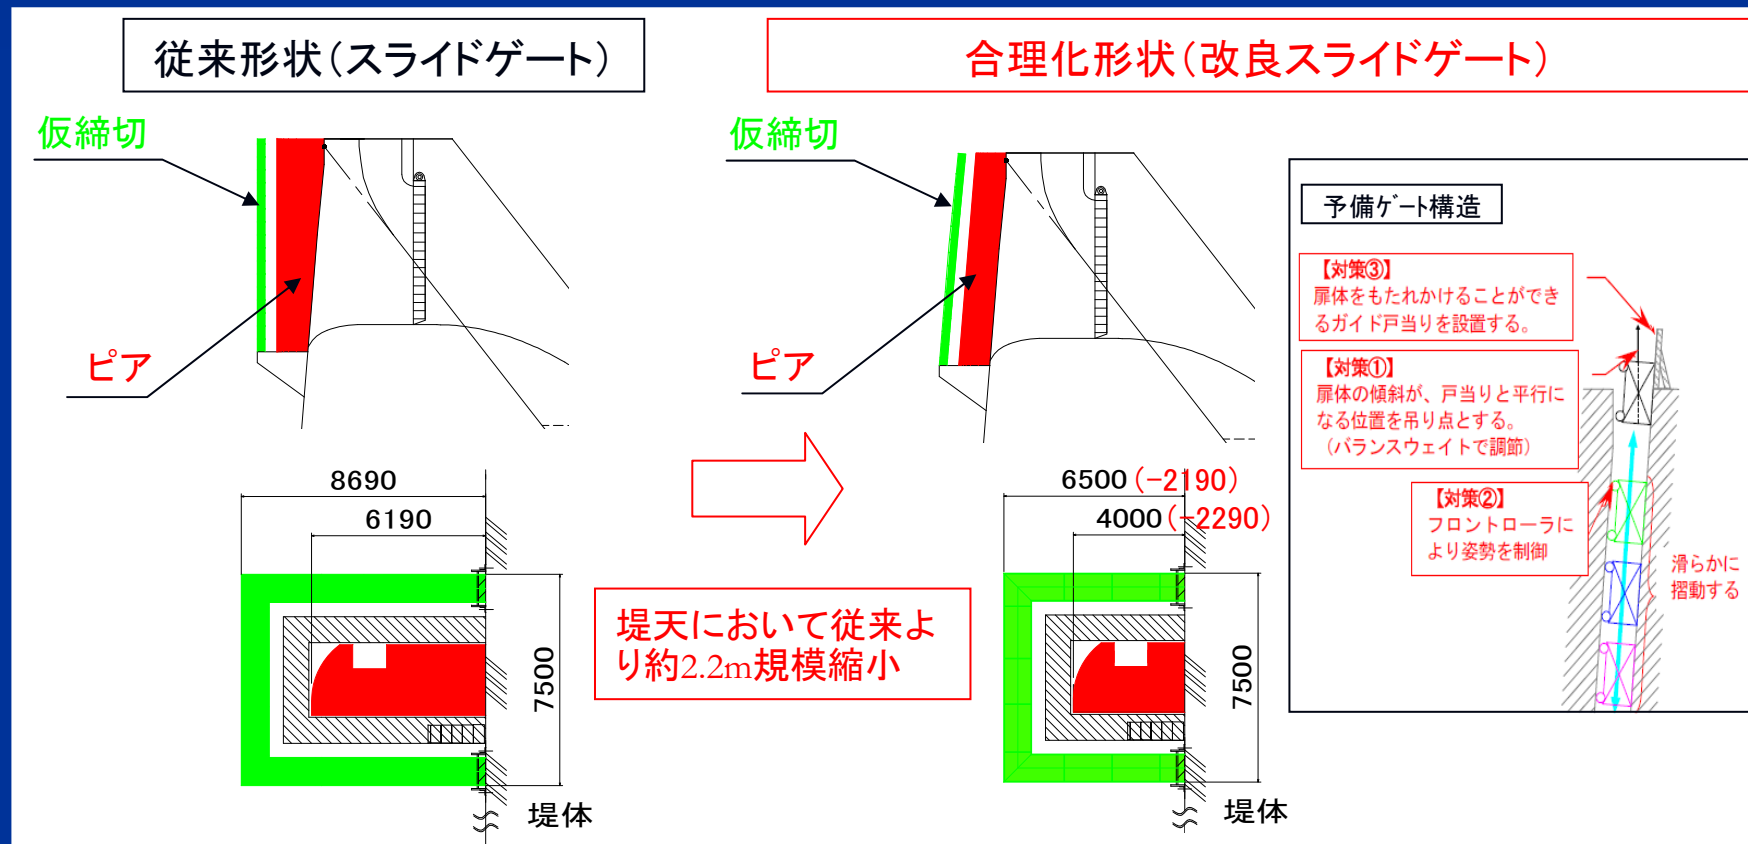 従来形状(スライドゲート)
合理化形状(改良スライドゲート)
仮締切
ピア
仮締切
ピア
予備ゲート構造
【対策③】
扉体をもたれかけることができ
るガイド戸当りを設置する。
【対策①】
扉体の傾斜が、戸当りと平行に
なる位置を吊り点とする。
(バランスウェイトで調節)
【対策②】
フロントローラに
より姿勢を制御
滑らかに
摺動する
8690
6190
7500
堤体
堤天において従来よ
り約2.2m規模縮小
6500(-2190)
4000(-2290)
7500
堤体